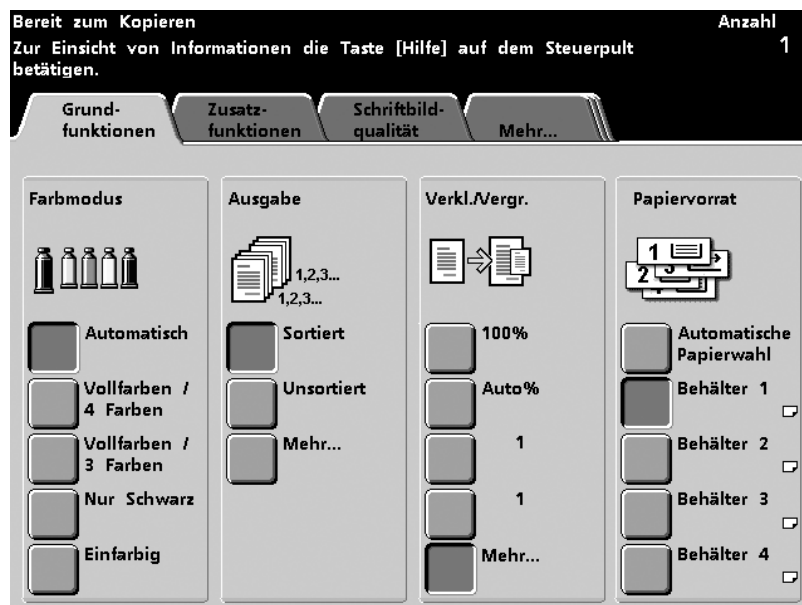 Bereit zum Kopieren
Anzahl
Zur Einsicht von Informationen die Taste [Hilfe] auf dem Steuerpult
1
betätigen.
Grund-
funktionen
Zusatz-
funktionen
Schriftbild-
qualität
Mehr...
Farbmodus
Automatisch
Vollfarben /
4 Farben
Vollfarben /
3 Farben
Nur Schwarz
Einfarbig
Ausgabe
1,2,3...
1,2,3...
Sortiert
Unsortiert
Mehr...
Verkl./Vergr.
100%
Auto%
1
1
Mehr...
Papiervorrat
1
2
3
Automatische
Papierwahl
Behälter 1
Behälter 2
Behälter 3
Behälter 4